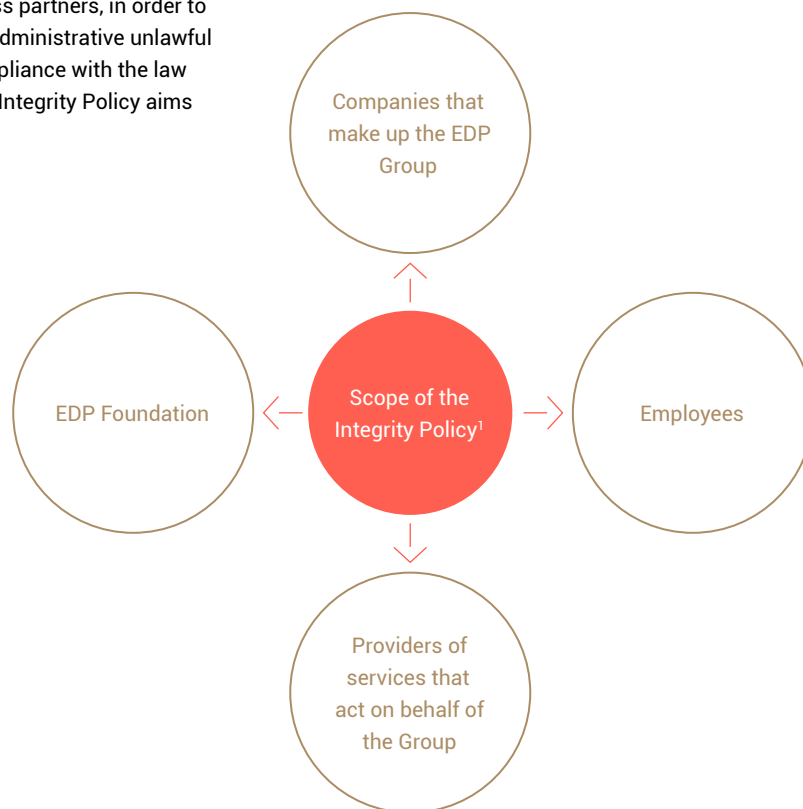 ss partners, in order to
dministrative unlawful
pliance with the law
Integrity Policy aims
Companies that
make up the EDP
Group
EDP Foundation
Scope of the
Integrity Policy¹
Employees
Providers of
services that
act on behalf of
the Group